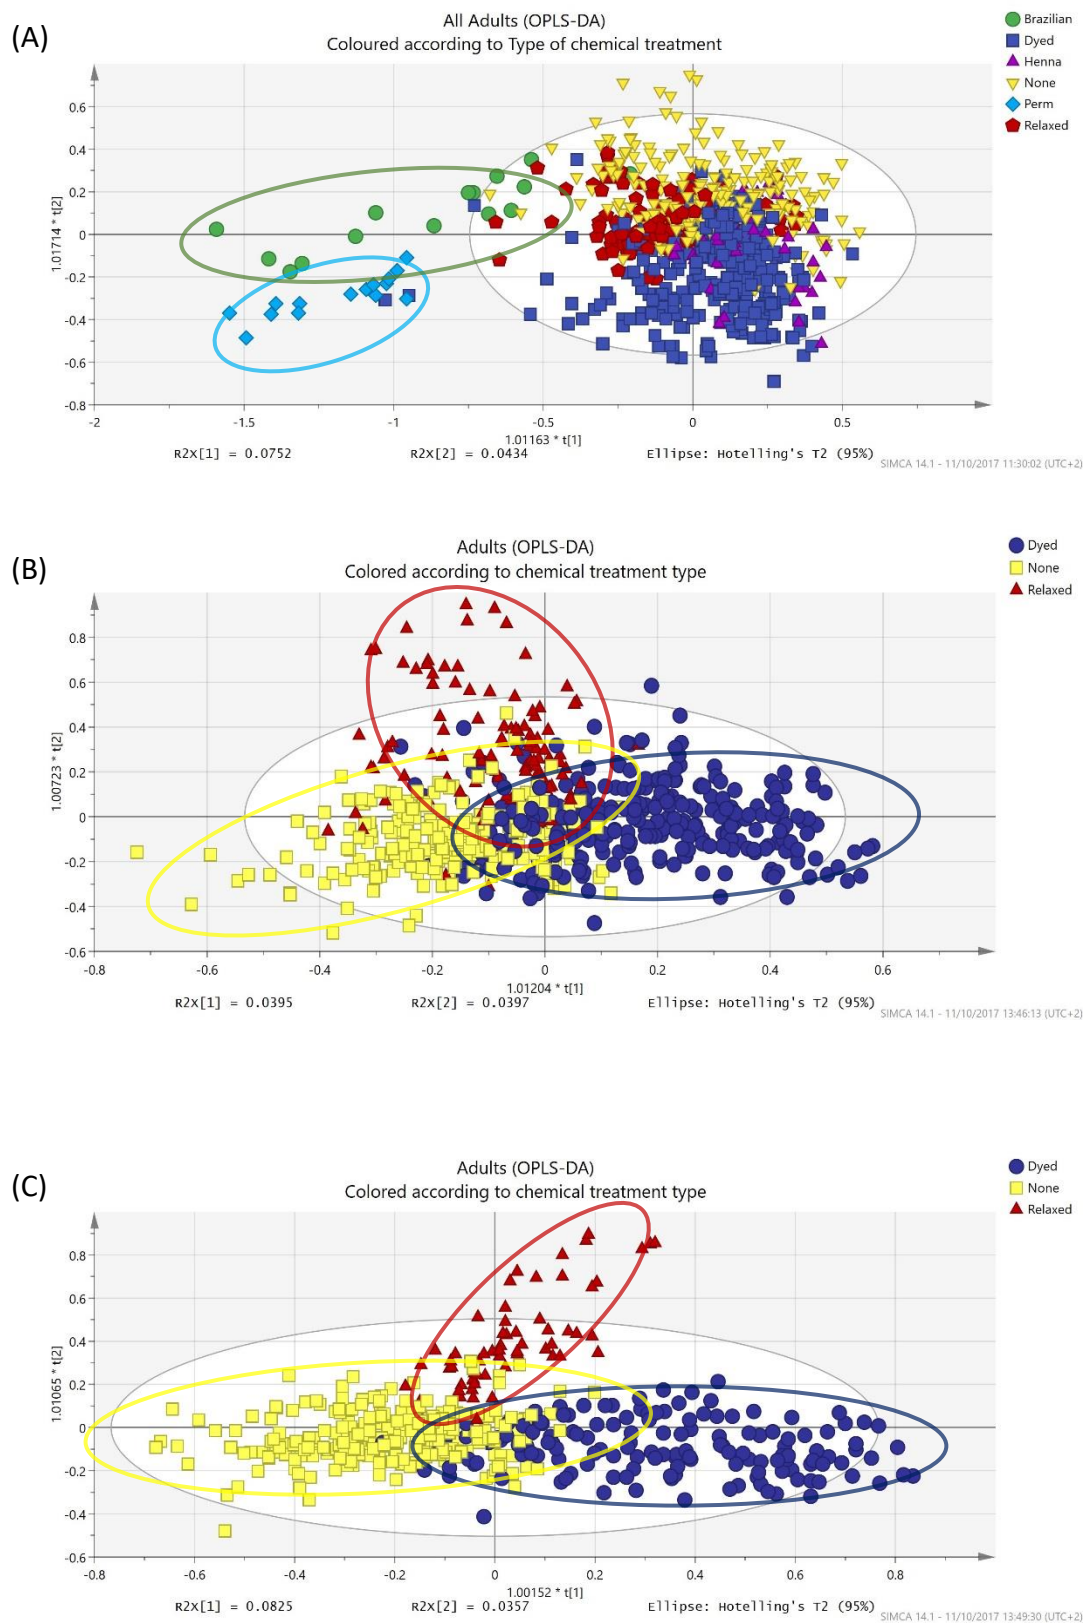 (A)
All Adults (OPLS-DA)
Coloured according to Type of chemical treatment
Brazilian
Dyed
Henna
None
Perm
Relaxed
1.01714 * t[2]
0.6
0.4
0.2
0
-0.2
-0.4
-0.6
-0.8
-2 -1.5 -1 -0.5 0 0.5
1.01163 * t[1]
R2X[1] = 0.0752 R2X[2] = 0.0434 Ellipse: Hotelling's T2 (95%)
SIMCA 14.1 - 11/10/2017 11:30:02 (UTC+2)
(B)
Adults (OPLS-DA)
Colored according to chemical treatment type
Dyed
None
Relaxed
1.00723 * t[2]
0.8
0.6
0.4
0.2
0
-0.2
-0.4
-0.6
-0.8 -0.6 -0.4 -0.2 0 0.2 0.4 0.6
1.01204 * t[1]
R2X[1] = 0.0395 R2X[2] = 0.0397 Ellipse: Hotelling's T2 (95%)
SIMCA 14.1 - 11/10/2017 13:46:13 (UTC+2)
(C)
Adults (OPLS-DA)
Colored according to chemical treatment type
Dyed
None
Relaxed
1.01065 * t[2]
0.8
0.6
0.4
0.2
0
-0.2
-0.4
-0.6
-0.8 -0.6 -0.4 -0.2 0 0.2 0.4 0.6 0.8
1.00152 * t[1]
R2X[1] = 0.0825 R2X[2] = 0.0357 Ellipse: Hotelling's T2 (95%)
SIMCA 14.1 - 11/10/2017 13:49:30 (UTC+2)